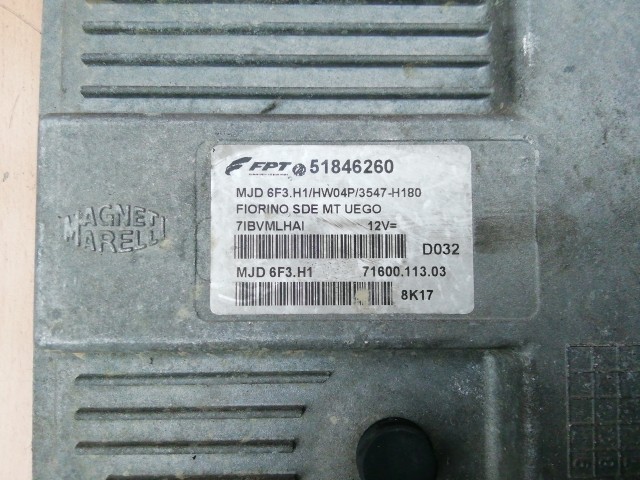 FPT 51846260
MJD 6F3.H1/HW04P/3547-H180
FIORINO SDE MT UEGO
7IBVMLHAI 12V=
D032
MJD 6F3.H1 71600.113.03
8K17
MAGNETI
MARELLI